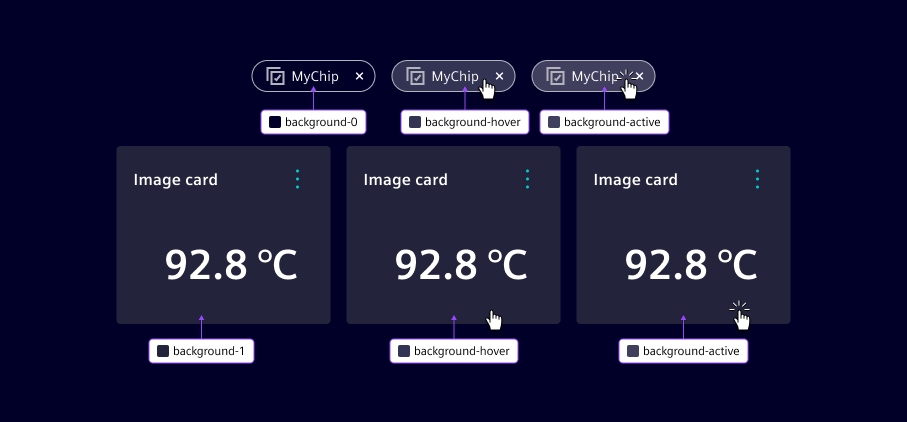 MyChip
MyChip
MyChip
background-0
background-hover
background-active
Image card
Image card
Image card
92.8 °C
92.8 °C
92.8 °C
background-1
background-hover
background-active